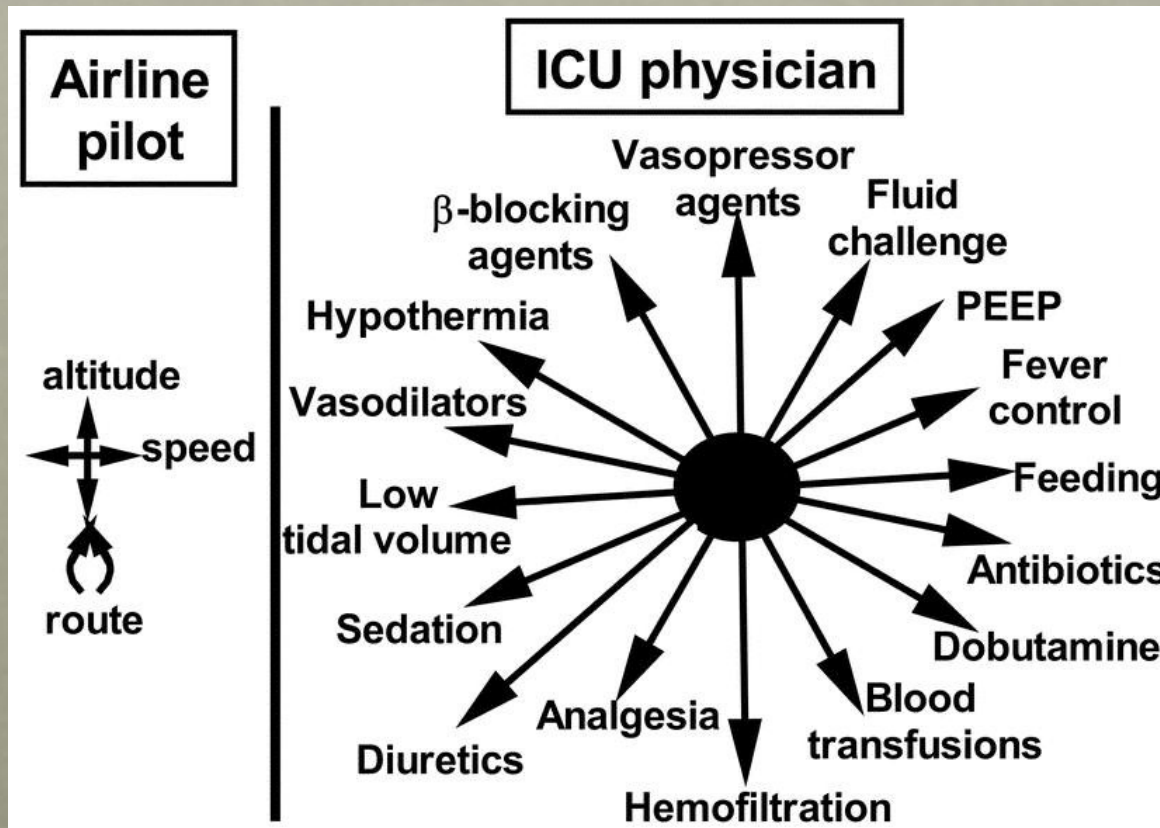 Airline
pilot
altitude
speed
route
ICU physician
Vasopressor
agents
Fluid
challenge
PEEP
Fever
control
Feeding
Antibiotics
Dobutamine
Blood
transfusions
Hemofiltration
Analgesia
Diuretics
Sedation
Low
tidal volume
Vasodilators
Hypothermia
β-blocking
agents